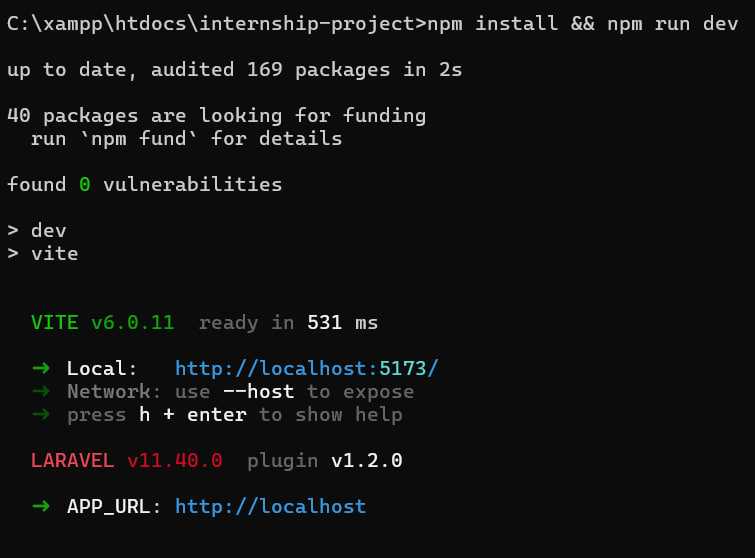 C:\xampp\htdocs\internship-project>npm install && npm run dev
up to date, audited 169 packages in 2s
40 packages are looking for funding
run `npm fund` for details
found 0 vulnerabilities
> dev
> vite
VITE v6.0.11 ready in 531 ms
➜ Local: http://localhost:5173/
➜ Network: use --host to expose
➜ press h + enter to show help
LARAVEL v11.40.0 plugin v1.2.0
➜ APP_URL: http://localhost